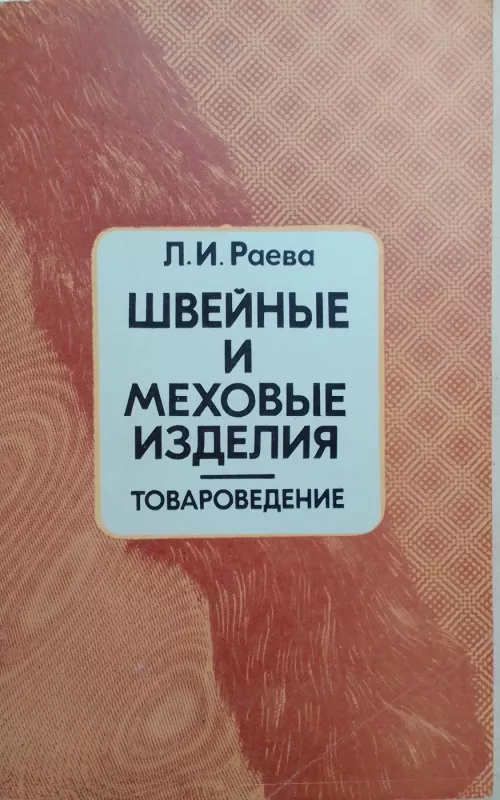 Л.И.Раева
ШВЕЙНЫЕ
И
МЕХОВЫЕ
ИЗДЕЛИЯ
ТОВАРОВЕДЕНИЕ